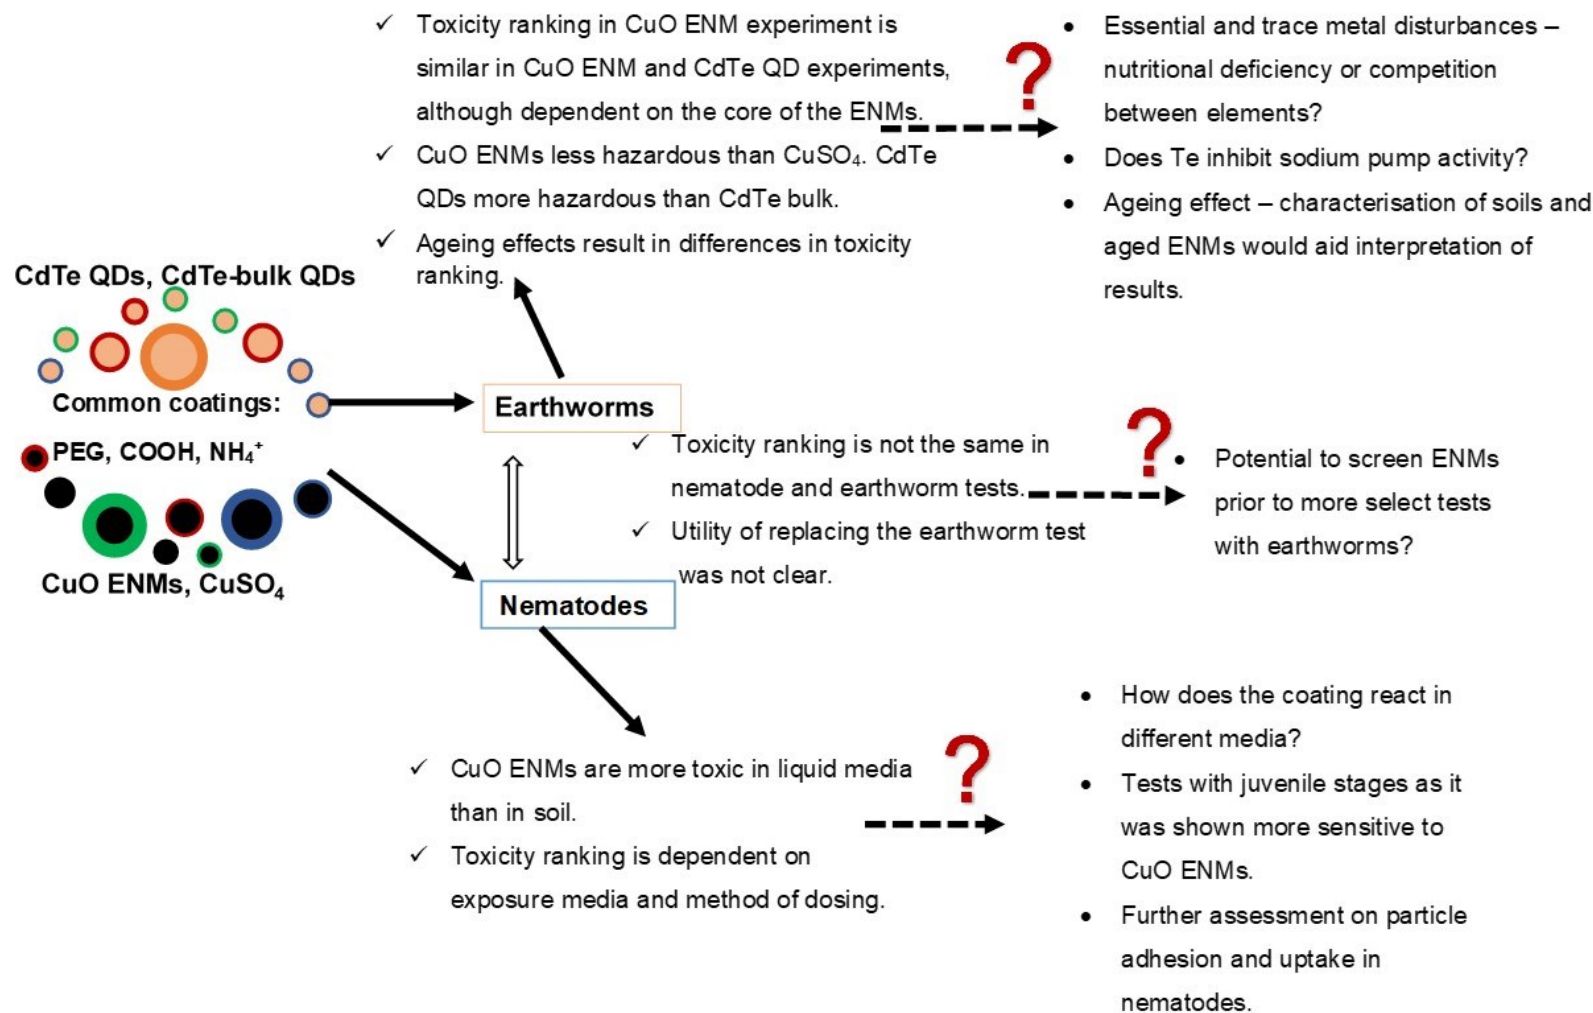 ✓ Toxicity ranking in CuO ENM experiment is
similar in CuO ENM and CdTe QD experiments,
although dependent on the core of the ENMs.
✓ CuO ENMs less hazardous than CuSO₄. CdTe
QDs more hazardous than CdTe bulk.
✓ Ageing effects result in differences in toxicity
ranking.
?
• Essential and trace metal disturbances –
nutritional deficiency or competition
between elements?
• Does Te inhibit sodium pump activity?
• Ageing effect – characterisation of soils and
aged ENMs would aid interpretation of
results.
CdTe QDs, CdTe-bulk QDs
Common coatings:
PEG, COOH, NH₄⁺
CuO ENMs, CuSO₄
Earthworms
✓ Toxicity ranking is not the same in
nematode and earthworm tests.
✓ Utility of replacing the earthworm test
was not clear.
?
• Potential to screen ENMs
prior to more select tests
with earthworms?
Nematodes
✓ CuO ENMs are more toxic in liquid media
than in soil.
✓ Toxicity ranking is dependent on
exposure media and method of dosing.
?
• How does the coating react in
different media?
• Tests with juvenile stages as it
was shown more sensitive to
CuO ENMs.
• Further assessment on particle
adhesion and uptake in
nematodes.